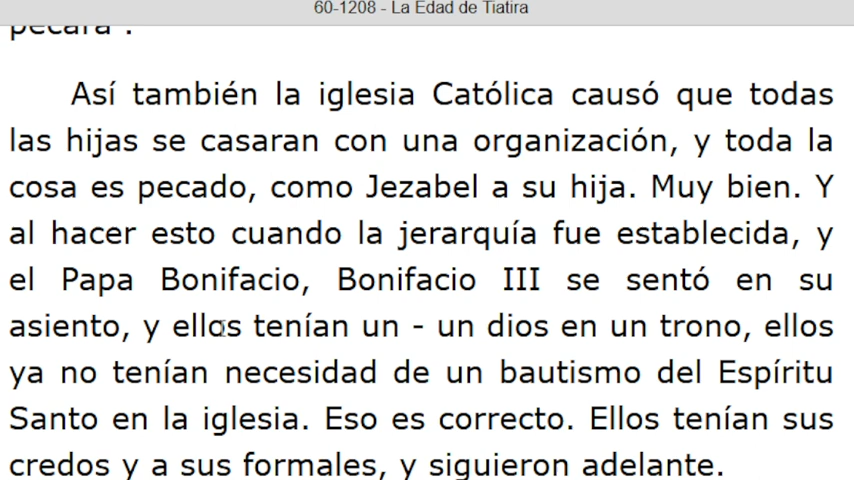 60-1208 - La Edad de Tiatira
pecara".
Así también la iglesia Católica causó que todas
las hijas se casaran con una organización, y toda la
cosa es pecado, como Jezabel a su hija. Muy bien. Y
al hacer esto cuando la jerarquía fue establecida, y
el Papa Bonifacio, Bonifacio III se sentó en su
asiento, y ellos tenían un - un dios en un trono, ellos
ya no tenían necesidad de un bautismo del Espíritu
Santo en la iglesia. Eso es correcto. Ellos tenían sus
credos y a sus formales, y siguieron adelante.